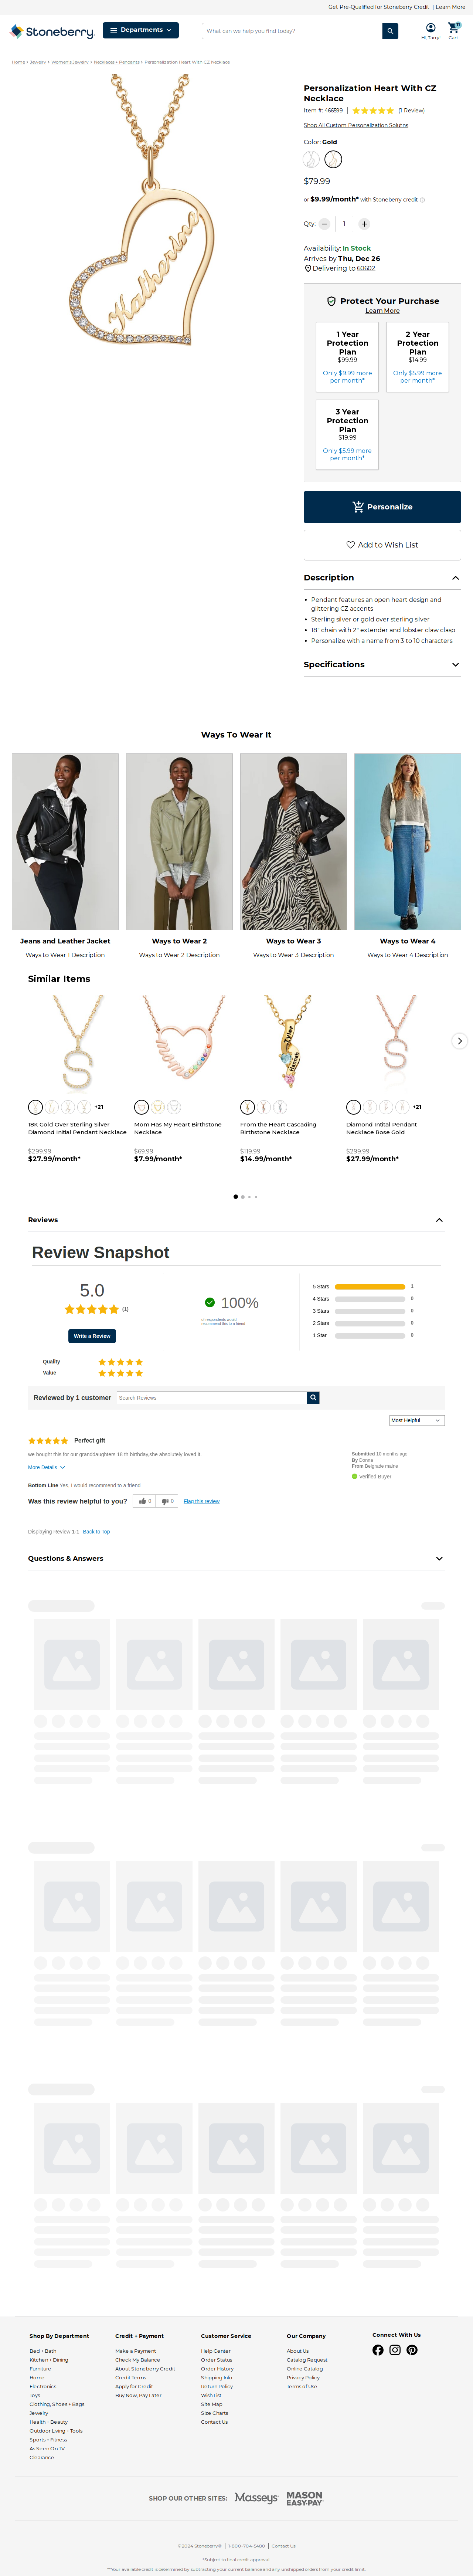 Get Pre-Qualified for Stoneberry Credit | Learn More
Stoneberry
Departments
What can we help you find today?
Hi, Tarry!
11
Cart
Home > Jewelry > Women's Jewelry > Necklaces + Pendants > Personalization Heart With CZ Necklace
Katherine
Personalization Heart With CZ
Necklace
Item #: 466599 | (1 Review)
Shop All Custom Personalization Solutns
Color: Gold
$79.99
or $9.99/month* with Stoneberry credit
Qty: 1
Availability: In Stock
Arrives by Thu, Dec 26
Delivering to 60602
Protect Your Purchase
Learn More
1 Year
Protection
Plan
$99.99
Only $9.99 more
per month*
2 Year
Protection
Plan
$14.99
Only $5.99 more
per month*
3 Year
Protection
Plan
$19.99
Only $5.99 more
per month*
Personalize
Add to Wish List
Description
• Pendant features an open heart design and
glittering CZ accents
• Sterling silver or gold over sterling silver
• 18" chain with 2" extender and lobster claw clasp
• Personalize with a name from 3 to 10 characters
Specifications
Ways To Wear It
Jeans and Leather Jacket
Ways to Wear 1 Description
Ways to Wear 2
Ways to Wear 2 Description
Ways to Wear 3
Ways to Wear 3 Description
Ways to Wear 4
Ways to Wear 4 Description
Similar Items
+21
18K Gold Over Sterling Silver
Diamond Initial Pendant Necklace
$299.99
$27.99/month*
Mom Has My Heart Birthstone
Necklace
$69.99
$7.99/month*
Tyler
Hannah
From the Heart Cascading
Birthstone Necklace
$119.99
$14.99/month*
+21
Diamond Intital Pendant
Necklace Rose Gold
$299.99
$27.99/month*
Reviews
Review Snapshot
5.0
(1)
Write a Review
100%
of respondents would
recommend this to a friend
5 Stars 1
4 Stars 0
3 Stars 0
2 Stars 0
1 Star 0
Quality
Value
Reviewed by 1 customer
Search Reviews
Most Helpful
Perfect gift
we bought this for our granddaughters 18 th birthday,she absolutely loved it.
More Details
Submitted 10 months ago
By Donna
From Belgrade maine
Verified Buyer
Bottom Line Yes, I would recommend to a friend
Was this review helpful to you? 0 0 Flag this review
Displaying Review 1-1 Back to Top
Questions & Answers
Shop By Department
Bed + Bath
Kitchen + Dining
Furniture
Home
Electronics
Toys
Clothing, Shoes + Bags
Jewelry
Health + Beauty
Outdoor Living + Tools
Sports + Fitness
As Seen On TV
Clearance
Credit + Payment
Make a Payment
Check My Balance
About Stoneberry Credit
Credit Terms
Apply for Credit
Buy Now, Pay Later
Customer Service
Help Center
Order Status
Order History
Shipping Info
Return Policy
Wish List
Site Map
Size Charts
Contact Us
Our Company
About Us
Catalog Request
Online Catalog
Privacy Policy
Terms of Use
Connect With Us
SHOP OUR OTHER SITES: Masseys MASON
EASY-PAY
©2024 Stoneberry® | 1-800-704-5480 | Contact Us
*Subject to final credit approval.
**Your available credit is determined by subtracting your current balance and any unshipped orders from your credit limit.